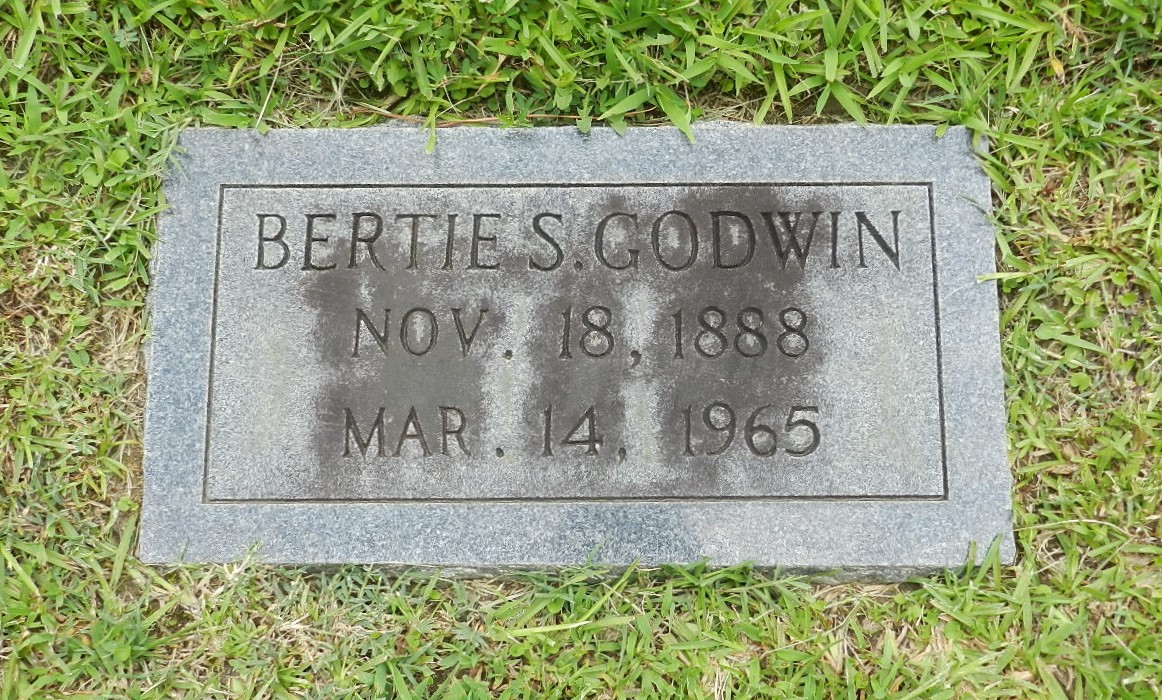 BERTIE S. GODWIN
NOV. 18, 1888
MAR. 14, 1965